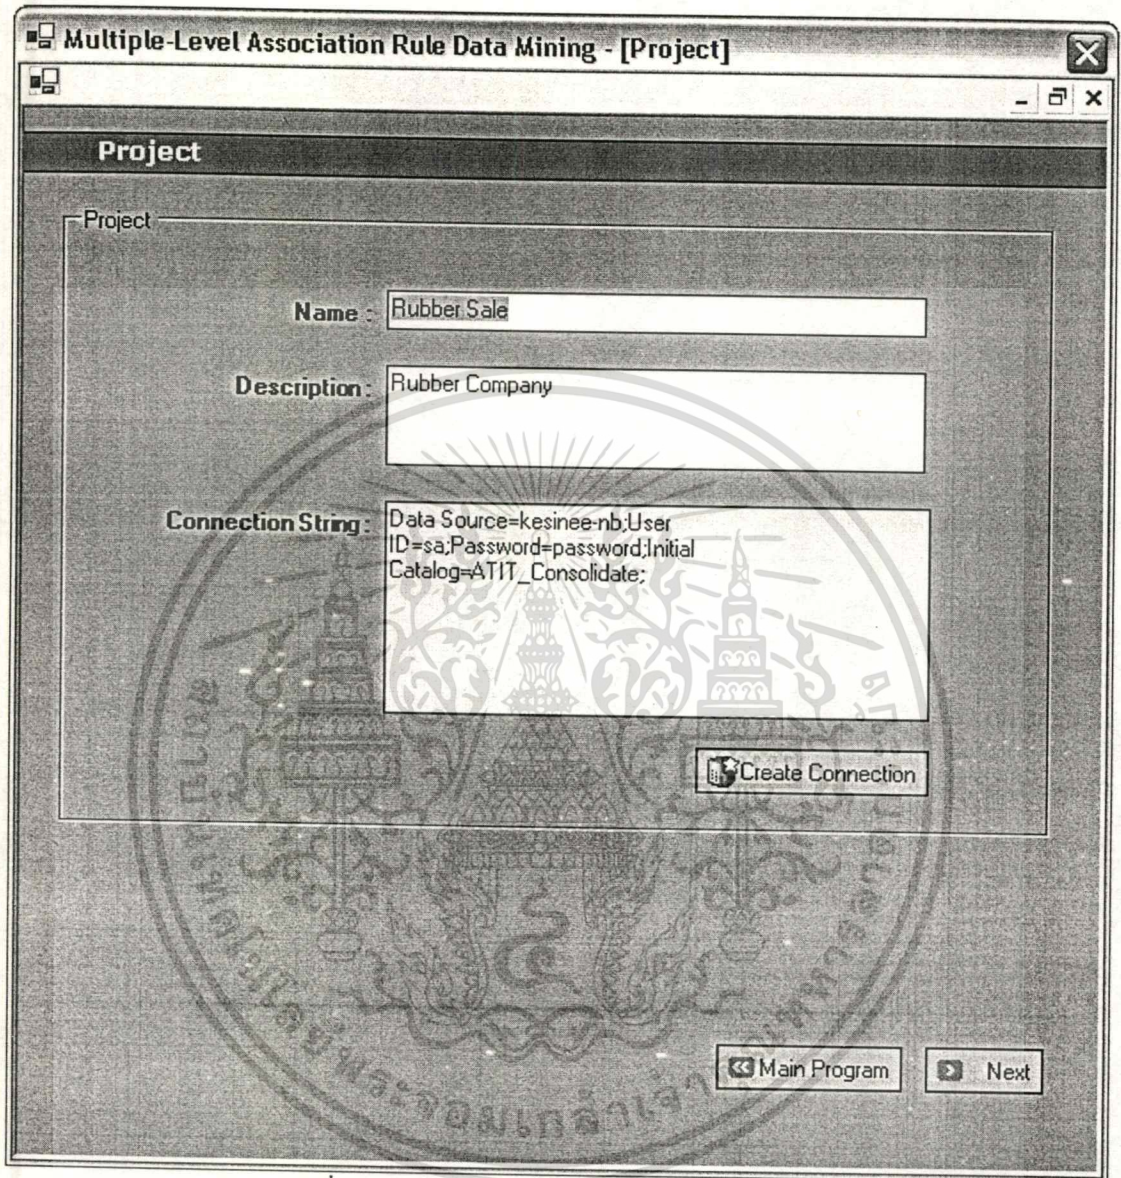 Multiple-Level Association Rule Data Mining - [Project]
Project
Project
Name :
Rubber Sale
Description :
Rubber Company
Connection String :
Data Source=kesinee-nb;User
ID=sa;Password=password;Initial
Catalog=ATIT_Consolidate;
Create Connection
Main Program
Next